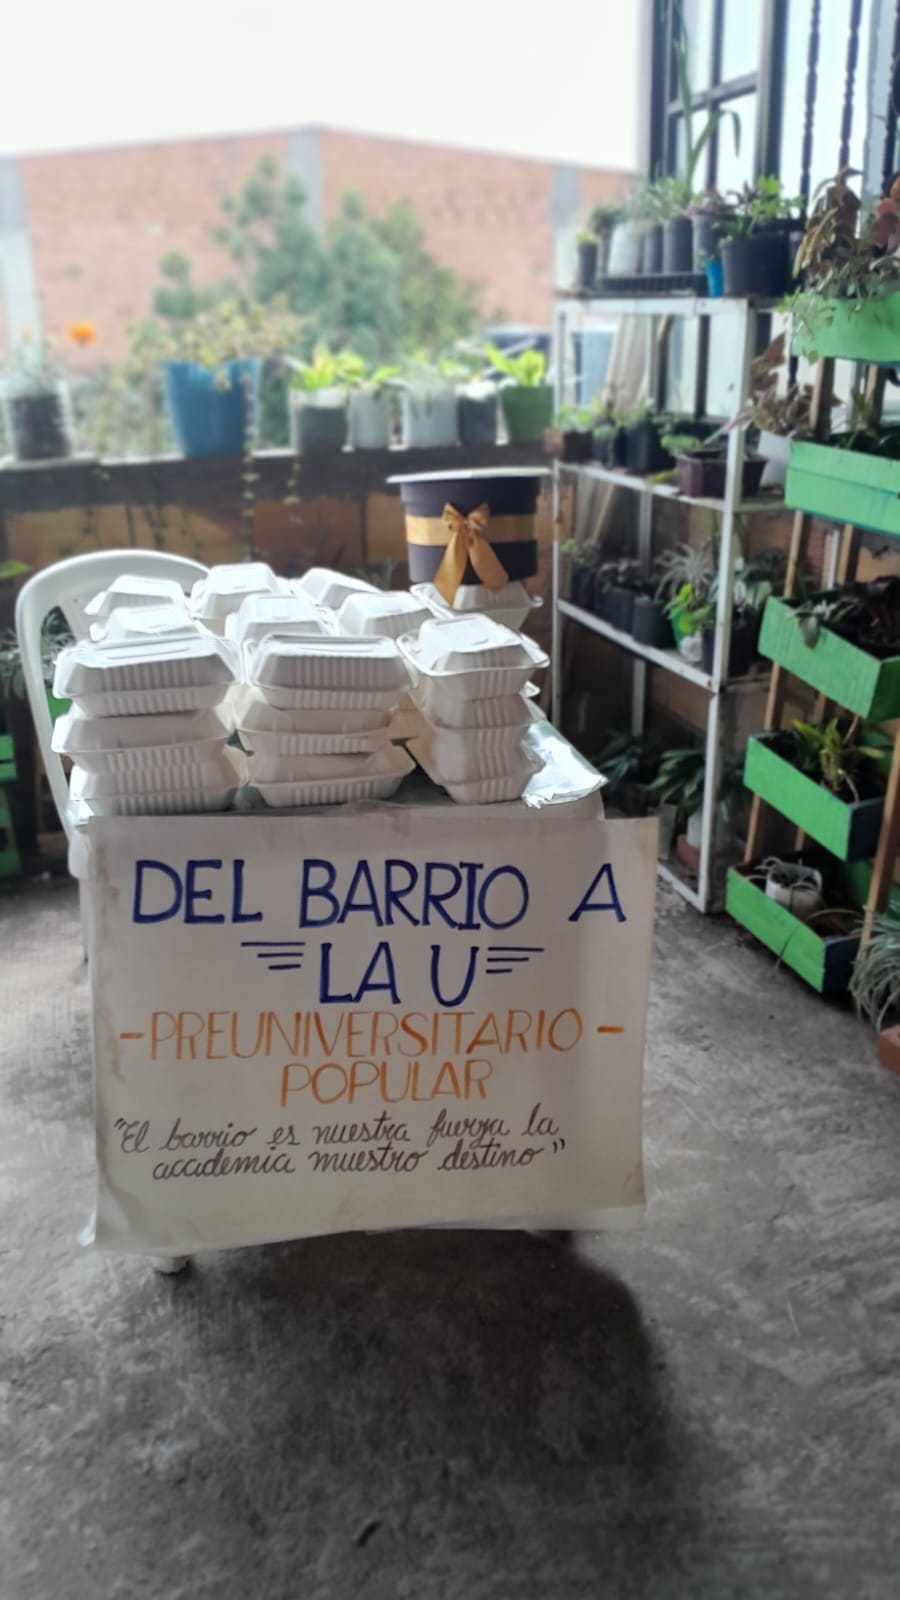 DEL BARRIO A
LA U
-PREUNIVERSITARIO-
POPULAR
"El barrio es nuestra fuerza la
academia nuestro destino"